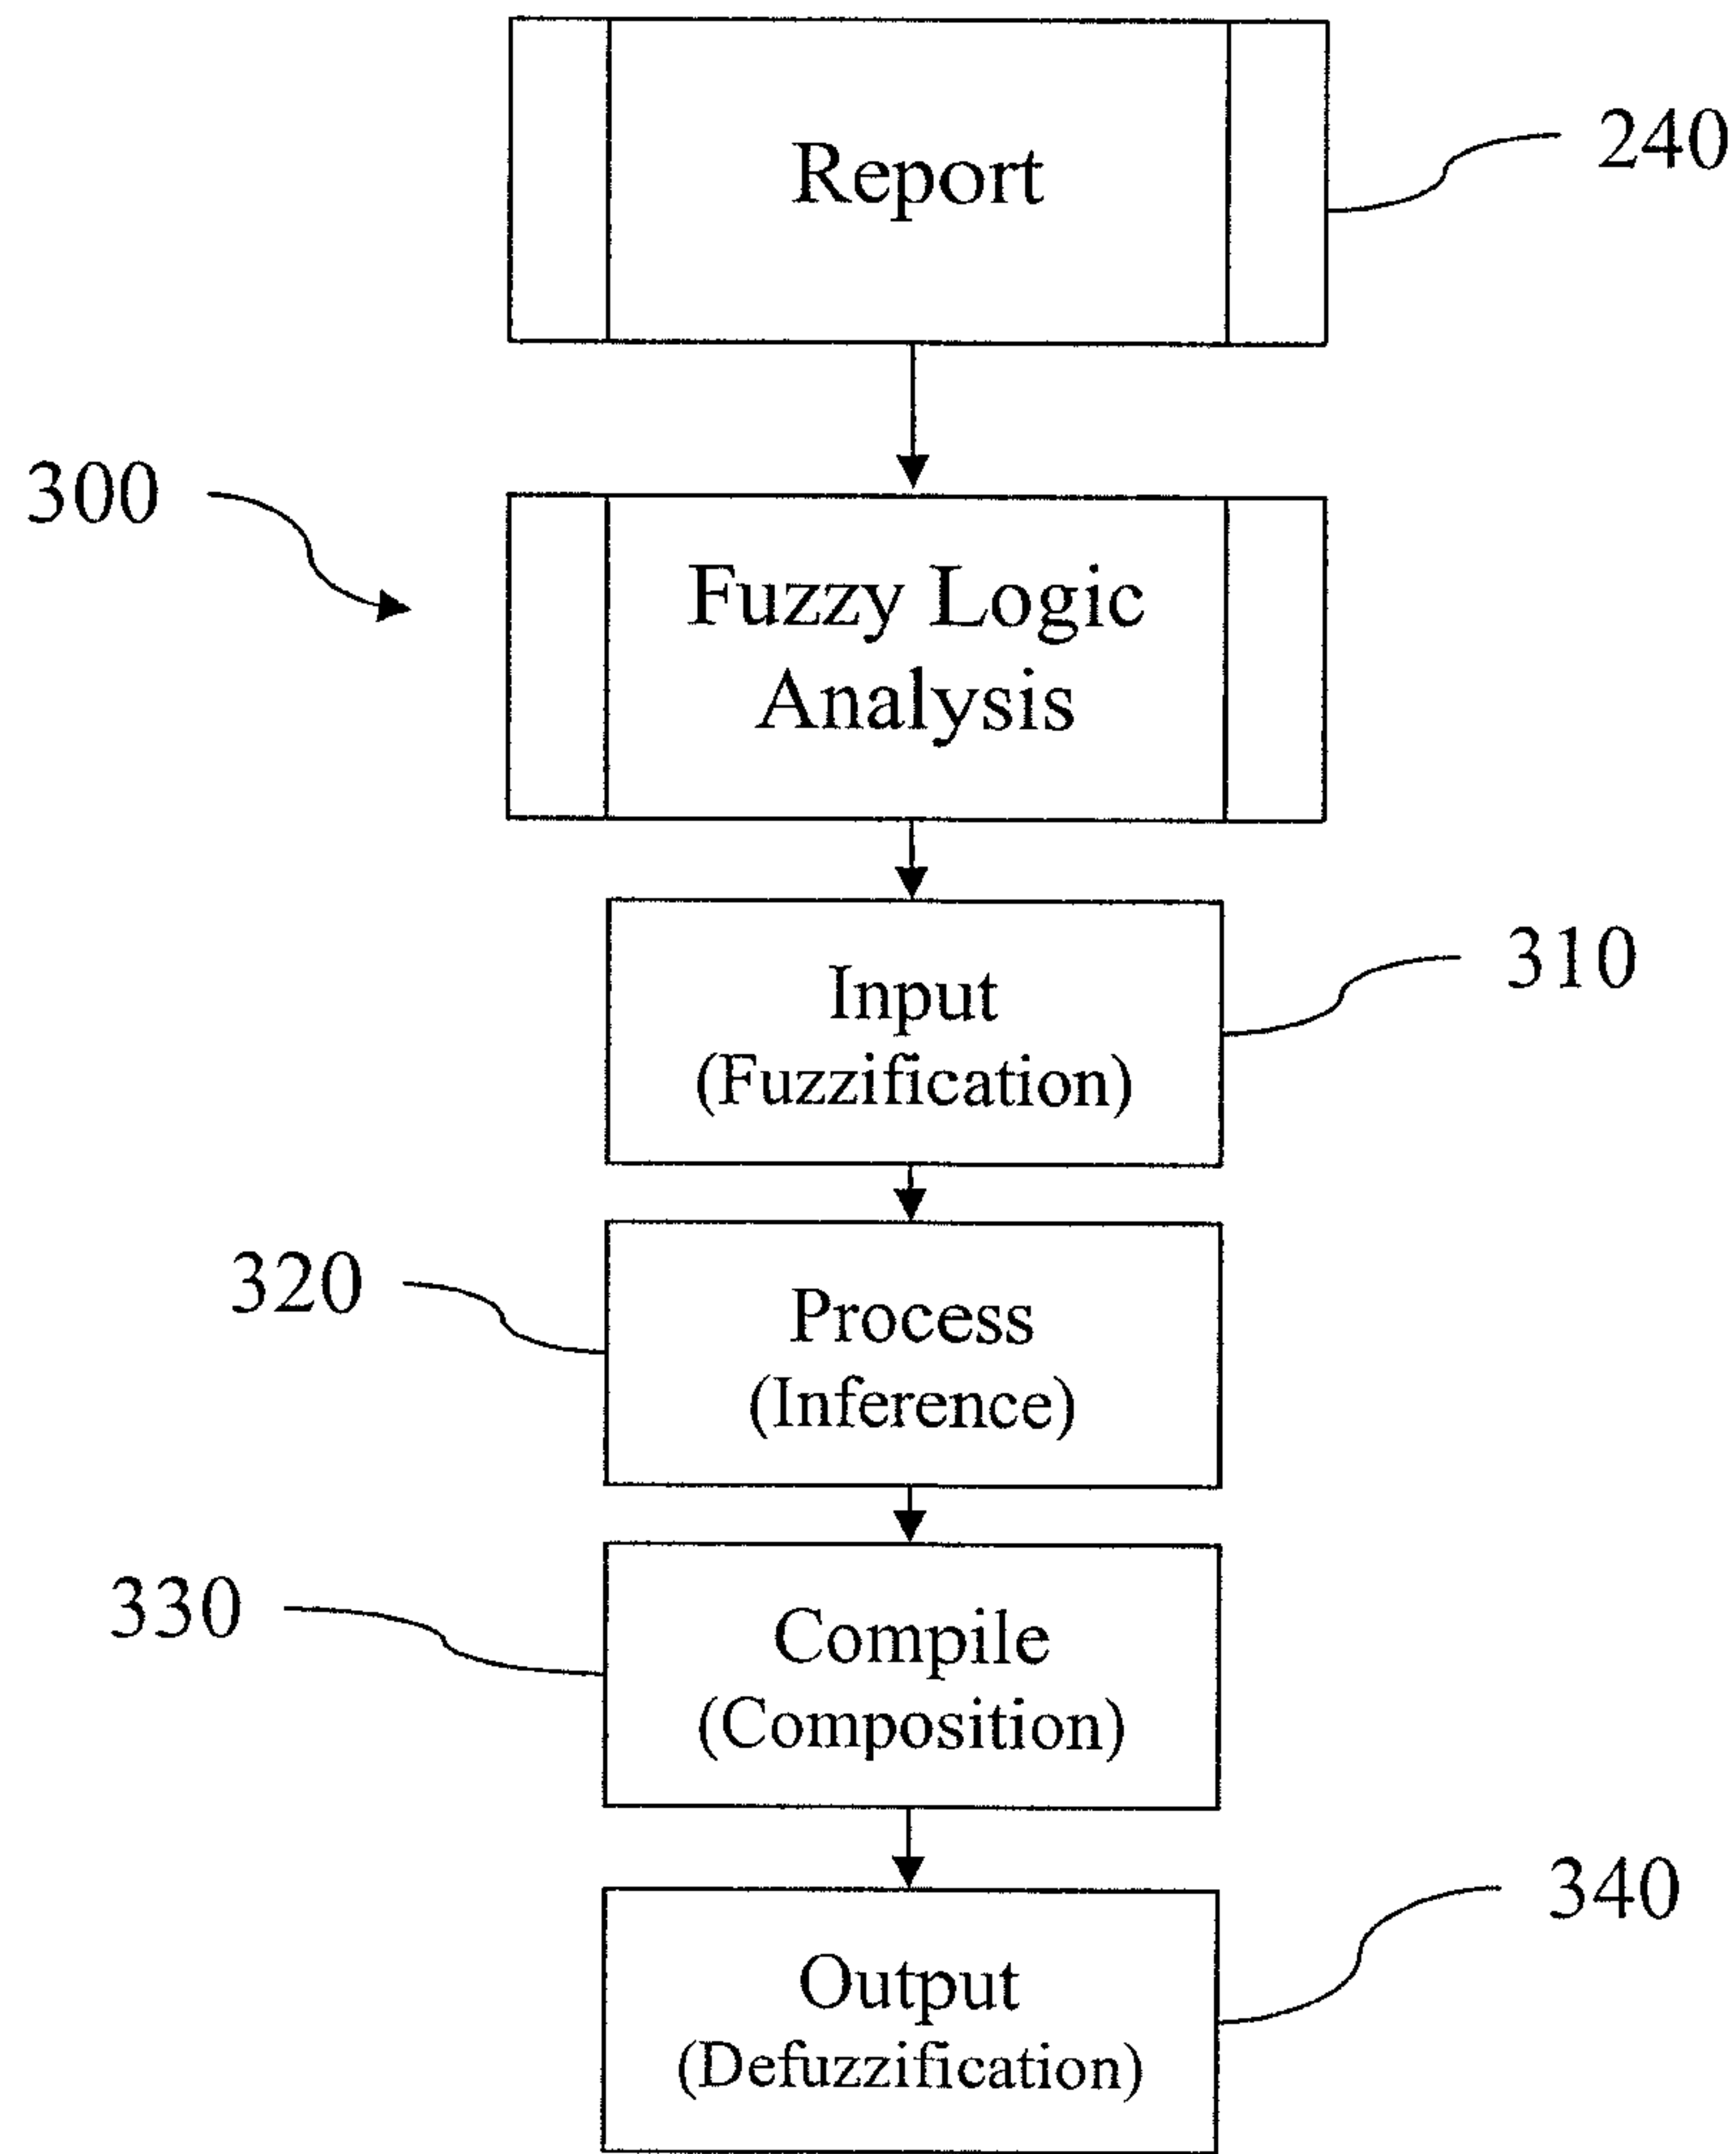 Report
240
300
Fuzzy Logic
Analysis
Input
(Fuzzification)
310
Process
(Inference)
320
Compile
(Composition)
330
Output
(Defuzzification)
340